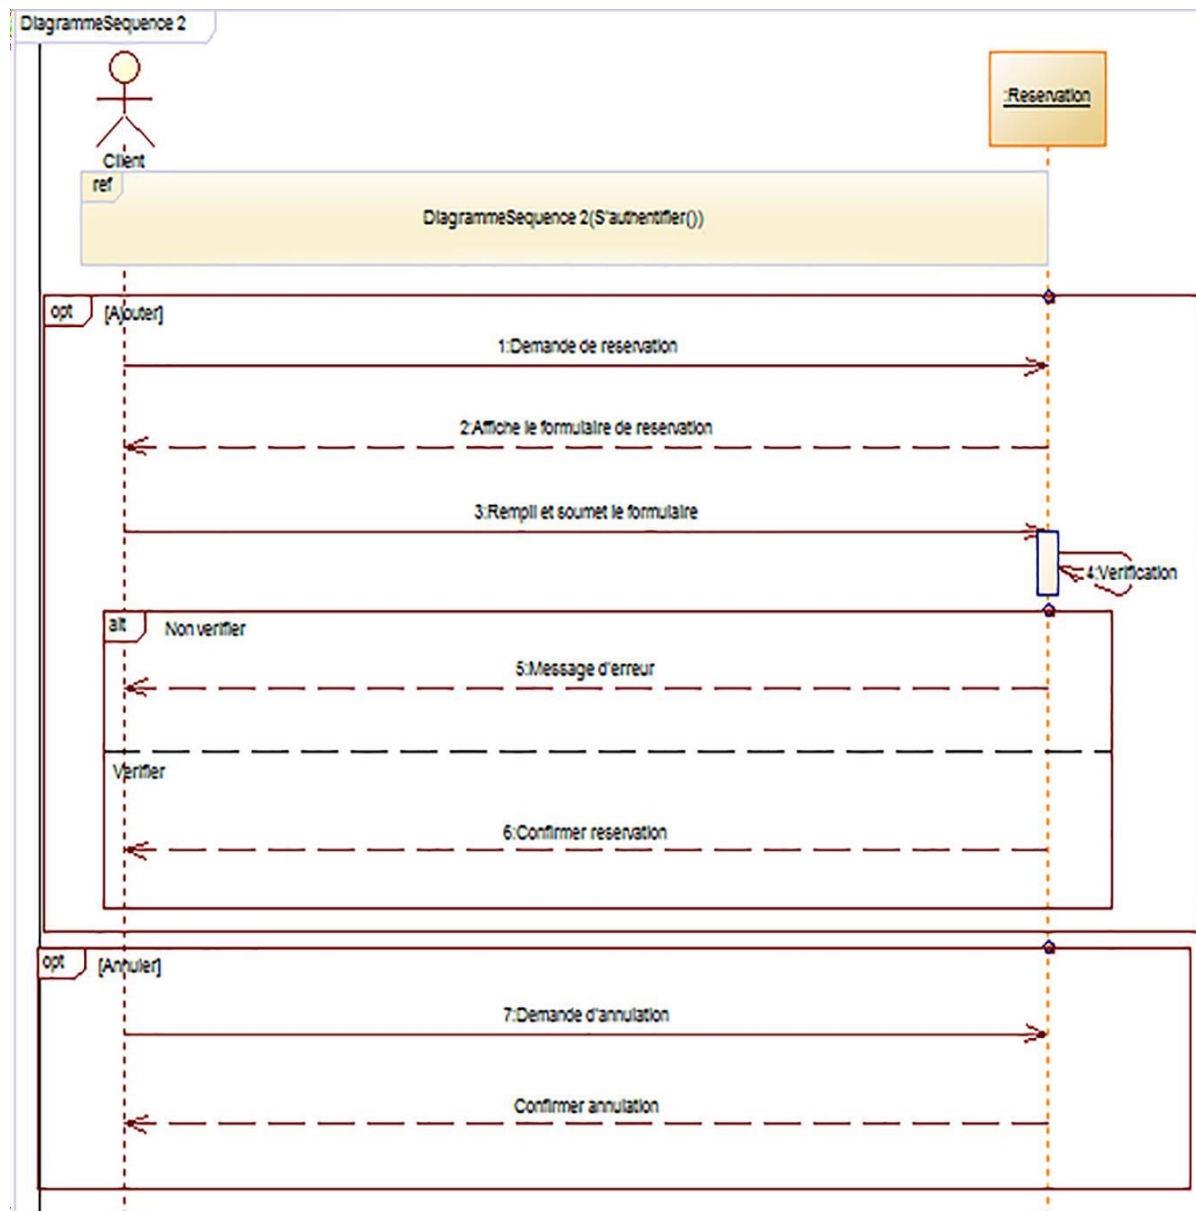 DiagrammeSequence 2
:Reservation
Client
ref
DiagrammeSequence 2(S'authentifier())
opt [Ajouter]
1:Demande de reservation
2:Affiche le formulaire de reservation
3:Rempli et soumet le formulaire
4:Verification
alt Non verifier
5:Message d'erreur
Verifier
6:Confirmer reservation
opt [Annuler]
7:Demande d'annulation
Confirmer annulation